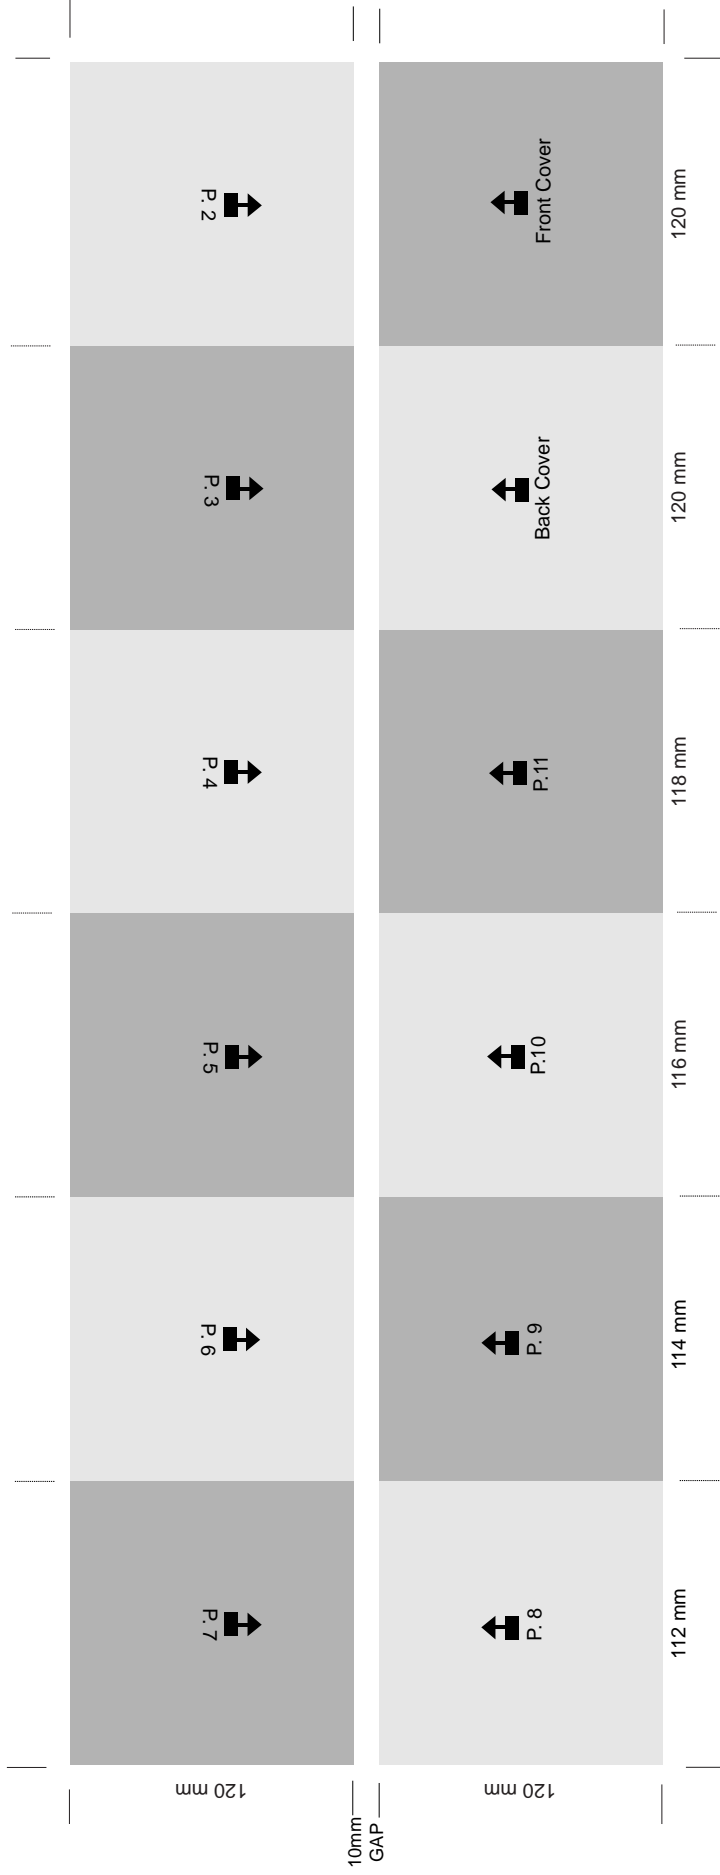 P. 2
Front Cover
120 mm
P. 3
Back Cover
120 mm
P. 4
P.11
118 mm
P. 5
P.10
116 mm
P. 6
P. 9
114 mm
P. 7
P. 8
112 mm
120 mm
120 mm
10mm
GAP